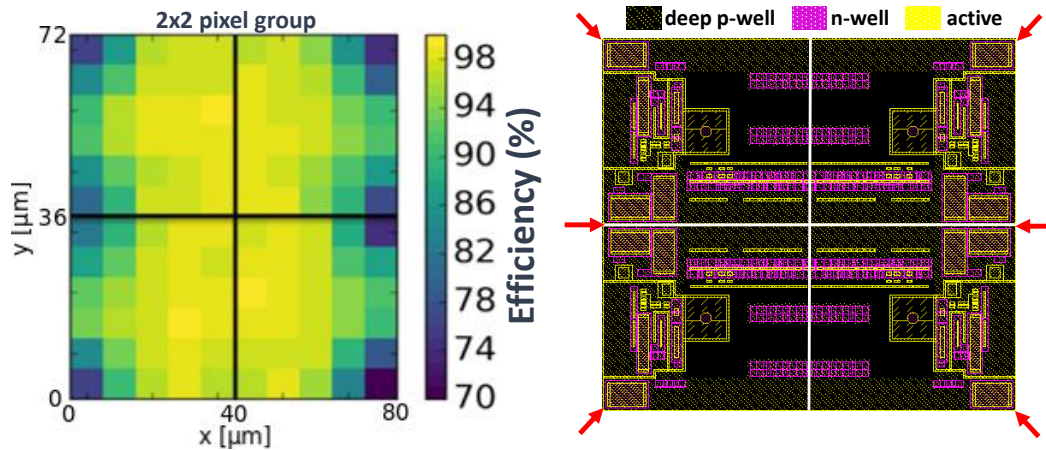 2x2 pixel group
72
36
0
y [µm]
0
40
80
x [µm]
98
94
90
86
82
78
74
70
Efficiency (%)
deep p-well
n-well
active